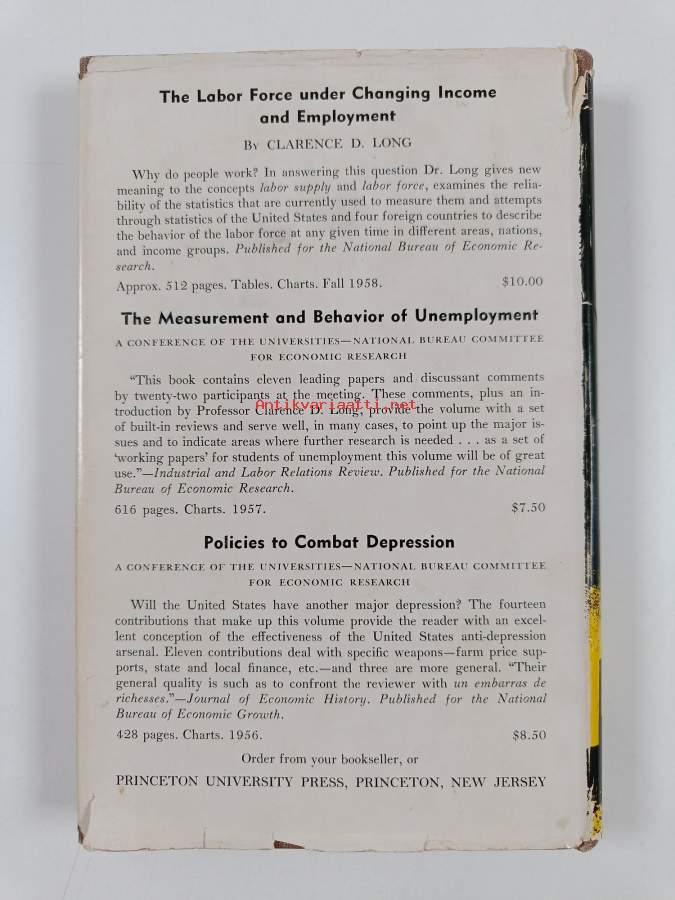 The Labor Force under Changing Income
and Employment
By CLARENCE D. LONG
Why do people work? In answering this question Dr. Long gives new
meaning to the concepts labor supply and labor force, examines the relia-
bility of the statistics that are currently used to measure them and attempts
through statistics of the United States and four foreign countries to describe
the behavior of the labor force at any given time in different areas, nations,
and income groups. Published for the National Bureau of Economic Re-
search.
Approx. 512 pages. Tables. Charts. Fall 1958. $10.00
The Measurement and Behavior of Unemployment
A CONFERENCE OF THE UNIVERSITIES—NATIONAL BUREAU COMMITTEE
FOR ECONOMIC RESEARCH
“This book contains eleven leading papers and discussant comments
by twenty-two participants at the meeting. These comments, plus an in-
Antikvariaatti.net
troduction by Professor Clarence D. Long, provide the volume with a set
of built-in reviews and serve well, in many cases, to point up the major is-
sues and to indicate areas where further research is needed . . . as a set of
‘working papers’ for students of unemployment this volume will be of great
use.”—Industrial and Labor Relations Review. Published for the National
Bureau of Economic Research.
616 pages. Charts. 1957. $7.50
Policies to Combat Depression
A CONFERENCE OF THE UNIVERSITIES—NATIONAL BUREAU COMMITTEE
FOR ECONOMIC RESEARCH
Will the United States have another major depression? The fourteen
contributions that make up this volume provide the reader with an excel-
lent conception of the effectiveness of the United States anti-depression
arsenal. Eleven contributions deal with specific weapons—farm price sup-
ports, state and local finance, etc.—and three are more general. “Their
general quality is such as to confront the reviewer with un embarras de
richesses.”—Journal of Economic History. Published for the National
Bureau of Economic Growth.
428 pages. Charts. 1956. $8.50
Order from your bookseller, or
PRINCETON UNIVERSITY PRESS, PRINCETON, NEW JERSEY